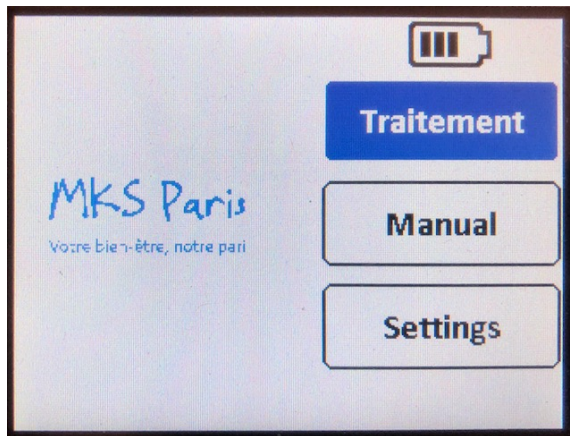 MKS Paris
Votre bien-être, notre pari
Traitement
Manual
Settings